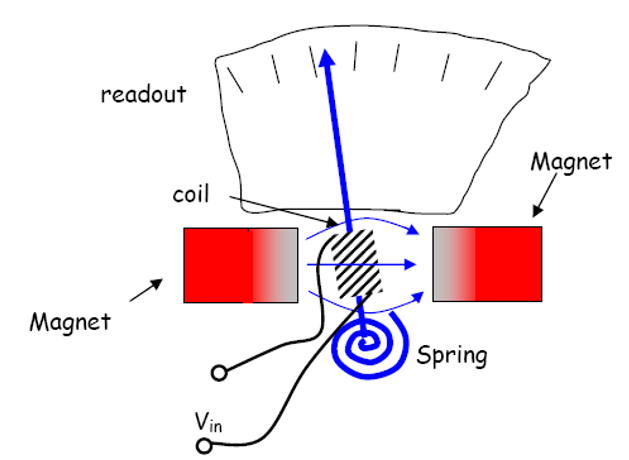 readout
Magnet
coil
Magnet
Spring
Vin